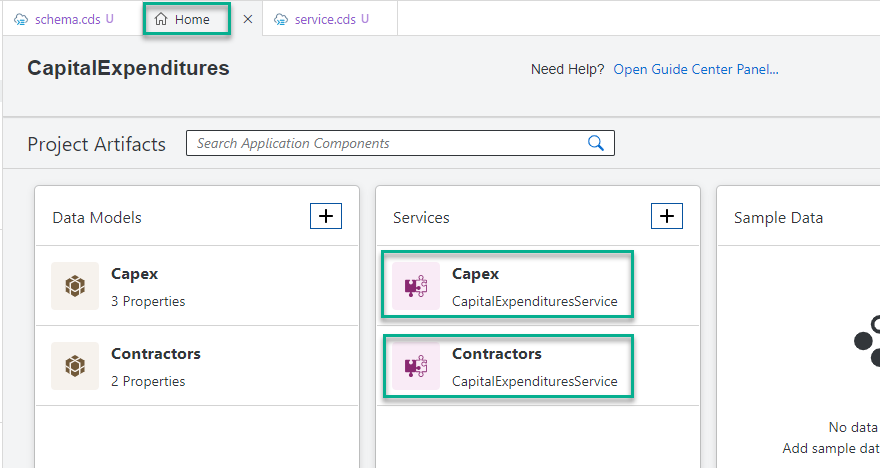 schema.cds U
Home
service.cds U
CapitalExpenditures
Need Help? Open Guide Center Panel...
Project Artifacts
Search Application Components
Data Models
Services
Sample Data
Capex
3 Properties
Contractors
2 Properties
Capex
CapitalExpendituresService
Contractors
CapitalExpendituresService
No data
Add sample dat